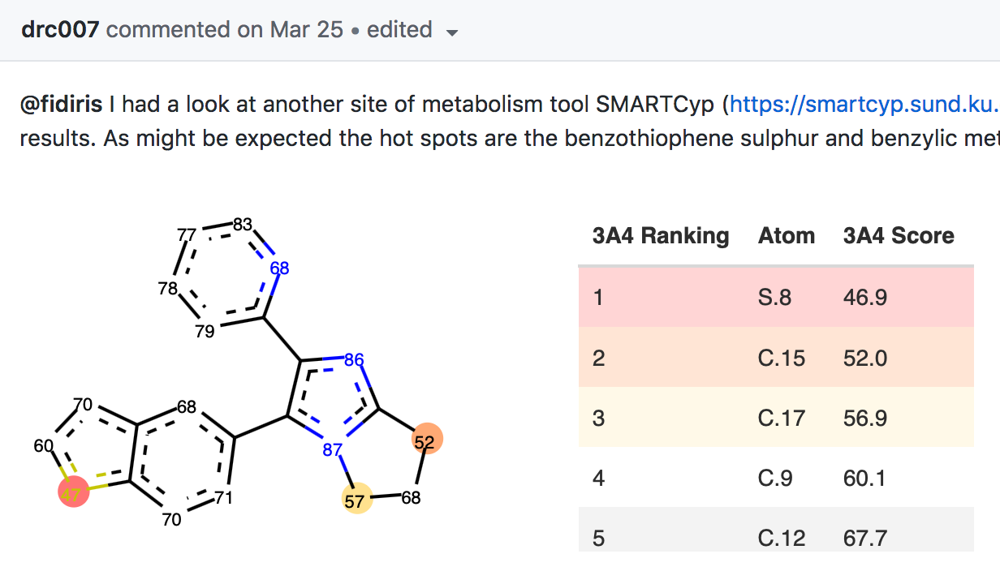 drc007 commented on Mar 25 • edited
@fidiris I had a look at another site of metabolism tool SMARTCyp (https://smartcyp.sund.ku.
results. As might be expected the hot spots are the benzothiophene sulphur and benzylic met
83
77
68
78
79
86
70
68
60
52
87
47
71
57
68
70
3A4 Ranking Atom 3A4 Score
1 S.8 46.9
2 C.15 52.0
3 C.17 56.9
4 C.9 60.1
5 C.12 67.7